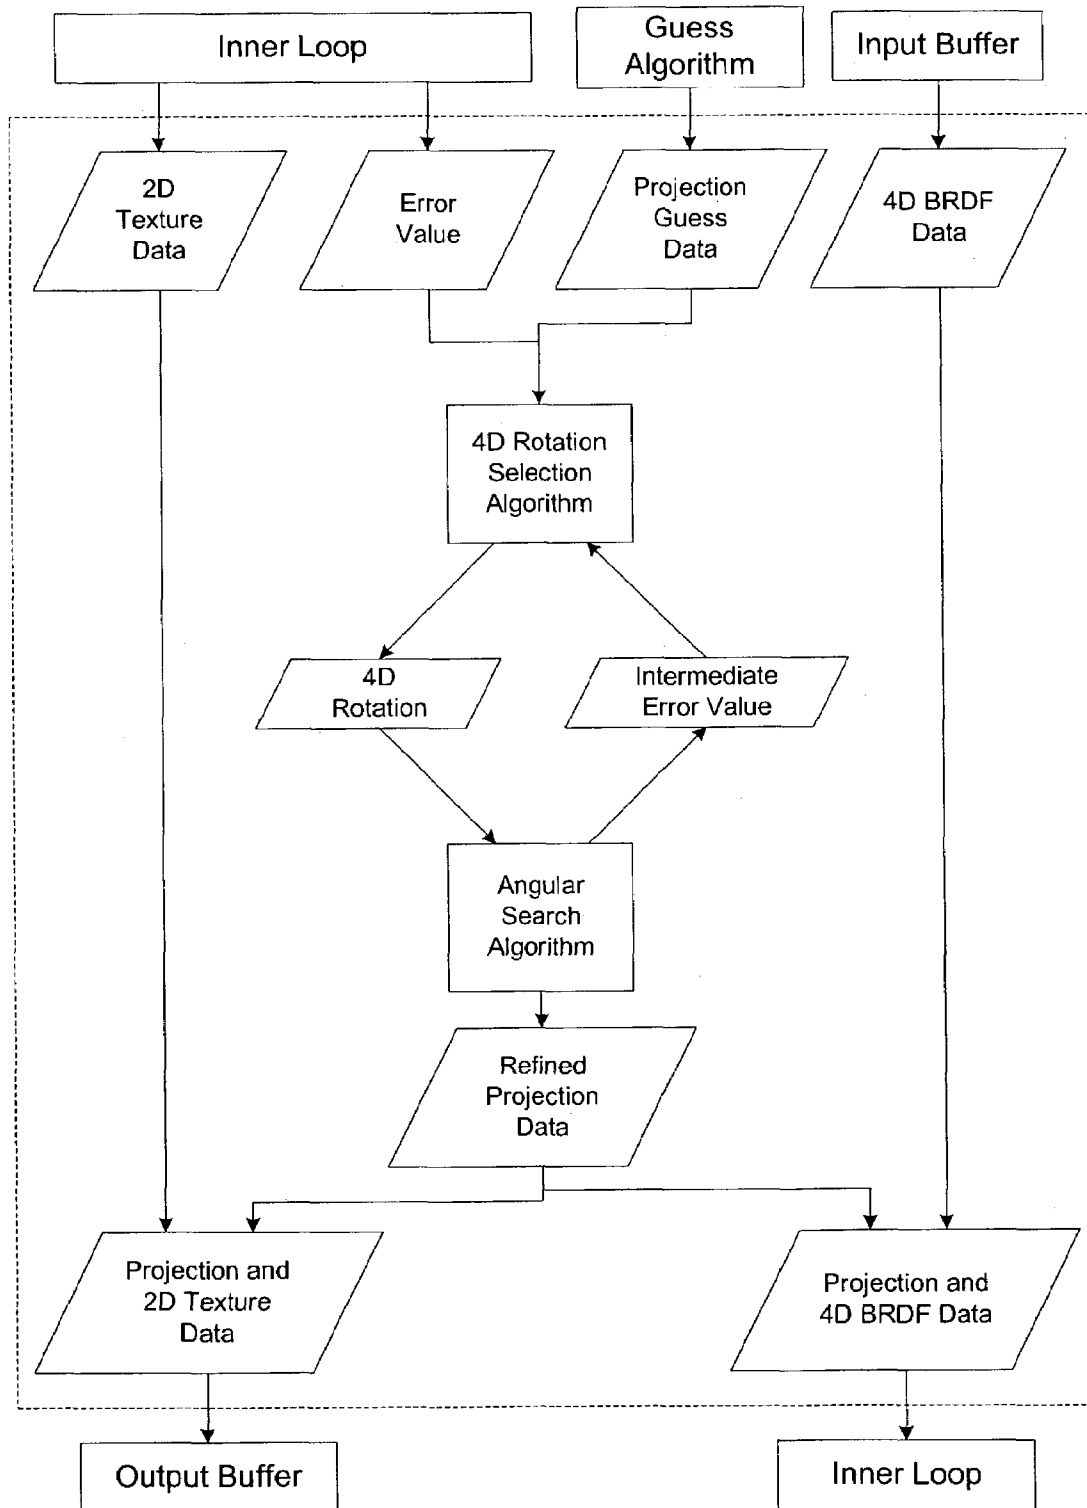 Inner Loop
Guess
Algorithm
Input Buffer
2D
Texture
Data
Error
Value
Projection
Guess
Data
4D BRDF
Data
4D Rotation
Selection
Algorithm
4D
Rotation
Intermediate
Error Value
Angular
Search
Algorithm
Refined
Projection
Data
Projection and
2D Texture
Data
Projection and
4D BRDF Data
Output Buffer
Inner Loop